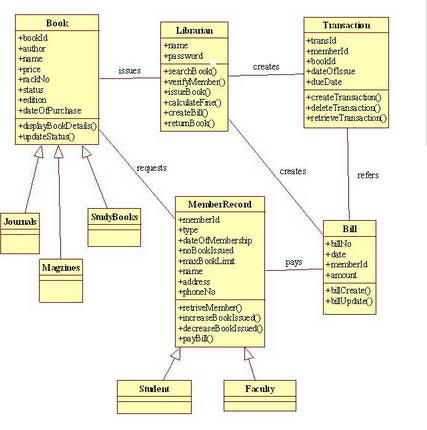 Book
+bookId
+author
+name
+price
+rackNo
+status
+edition
+dateOfPurchase
+displayBookDetails()
+updateStatus()
issues
Librarian
+name
+password
+searchBook()
+verifyMember()
+issueBook()
+calculateFine()
+createBill()
+returnBook()
creates
Transaction
+transId
+memberId
+bookId
+dateOfIssue
+dueDate
+createTransaction()
+deleteTransaction()
+retrieveTransaction()
requests
creates
refers
Journals
StudyBooks
Magzines
MemberRecord
+memberId
+type
+dateOfMembership
+noBookIssued
+maxBookLimit
+name
+address
+phoneNo
+retriveMember()
+increaseBookIssued()
+decreaseBookIssued()
+payBill()
pays
Bill
+billNo
+date
+memberId
+amount
+billCreate()
+billUpdate()
Student
Faculty